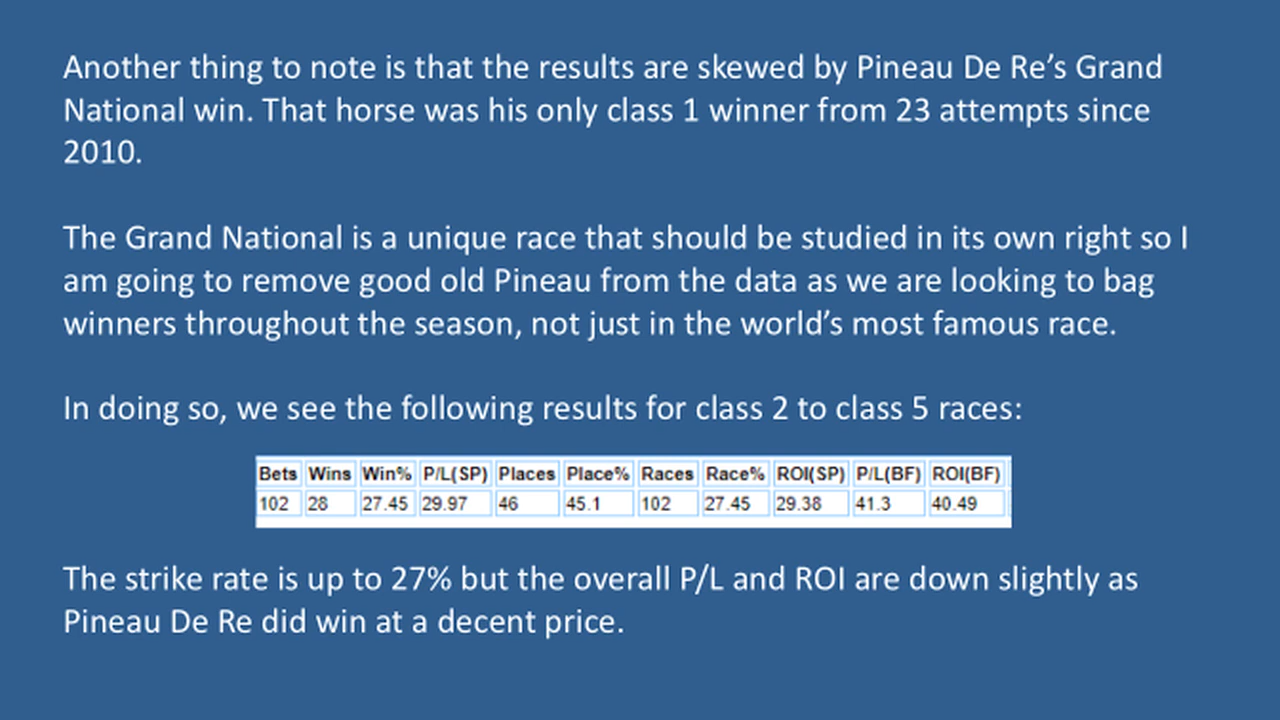 Another thing to note is that the results are skewed by Pineau De Re’s Grand
National win. That horse was his only class 1 winner from 23 attempts since
2010.
The Grand National is a unique race that should be studied in its own right so I
am going to remove good old Pineau from the data as we are looking to bag
winners throughout the season, not just in the world’s most famous race.
In doing so, we see the following results for class 2 to class 5 races:
Bets Wins Win% P/L(SP) Places Place% Races Race% ROI(SP) P/L(BF) ROI(BF)
102 28 27.45 29.97 46 45.1 102 27.45 29.38 41.3 40.49
The strike rate is up to 27% but the overall P/L and ROI are down slightly as
Pineau De Re did win at a decent price.